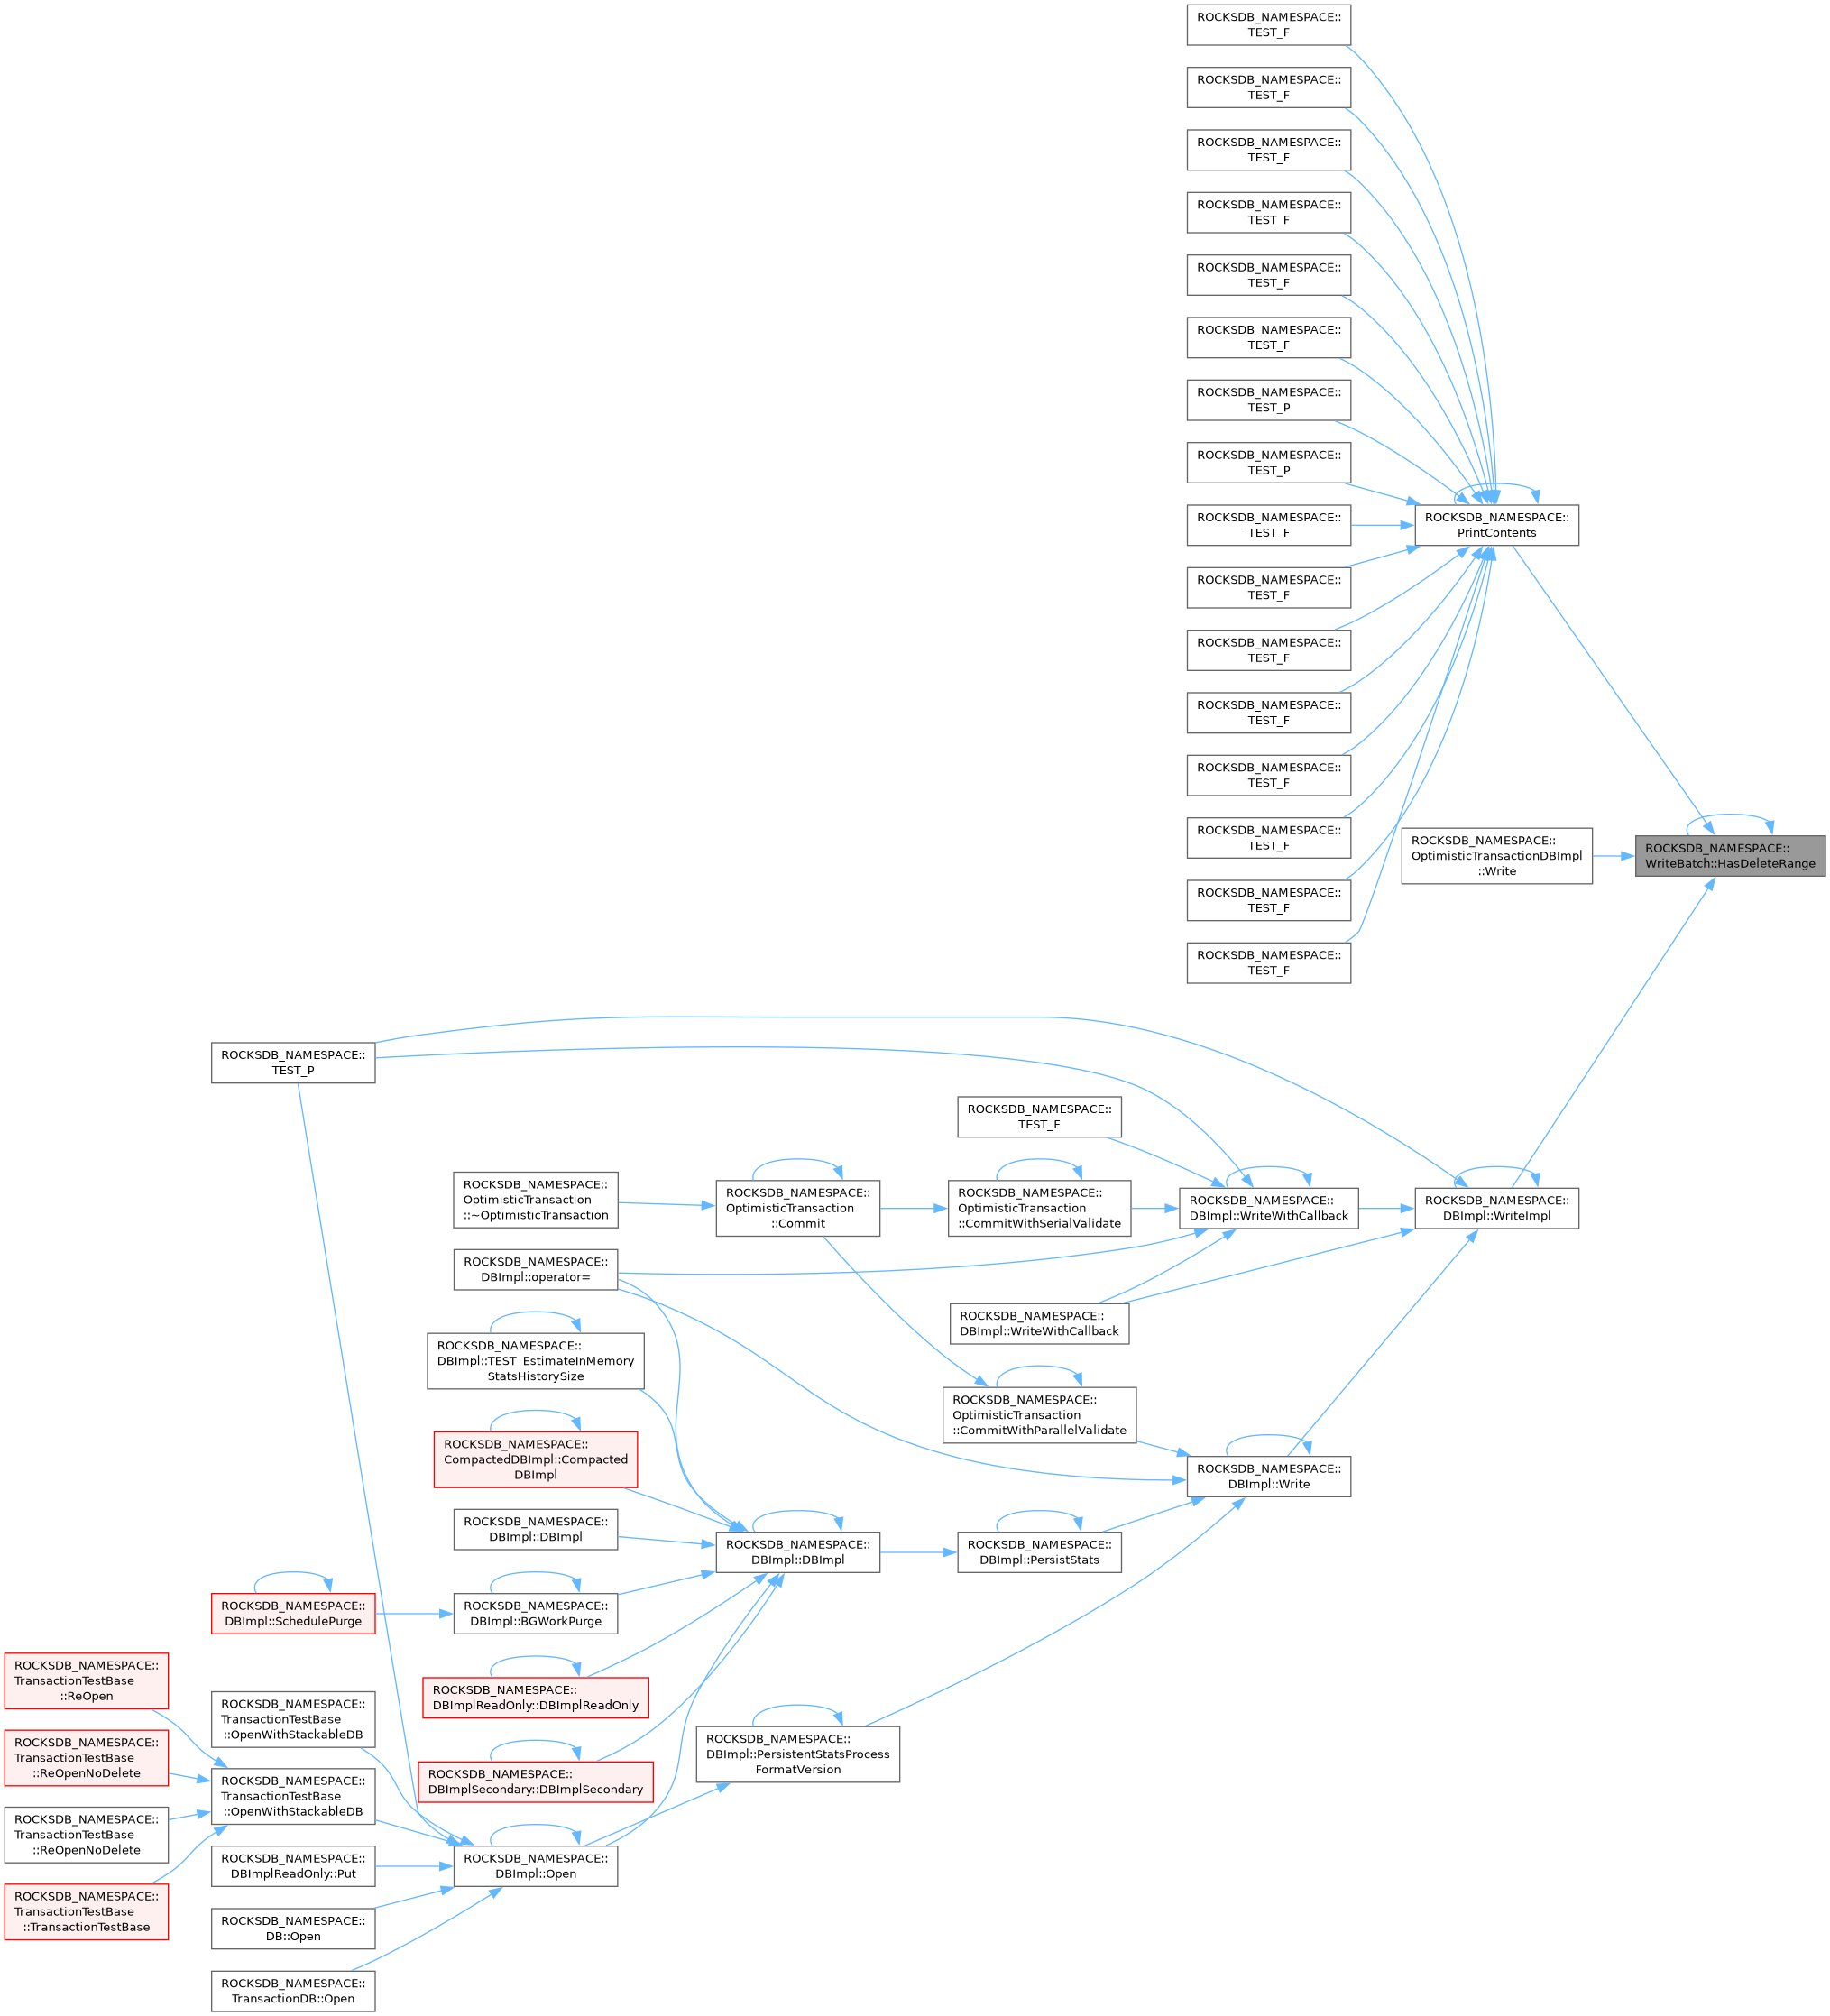 ROCKSDB_NAMESPACE::
TEST_F
ROCKSDB_NAMESPACE::
TEST_F
ROCKSDB_NAMESPACE::
TEST_F
ROCKSDB_NAMESPACE::
TEST_F
ROCKSDB_NAMESPACE::
TEST_F
ROCKSDB_NAMESPACE::
TEST_F
ROCKSDB_NAMESPACE::
TEST_P
ROCKSDB_NAMESPACE::
TEST_P
ROCKSDB_NAMESPACE::
TEST_F
ROCKSDB_NAMESPACE::
PrintContents
ROCKSDB_NAMESPACE::
TEST_F
ROCKSDB_NAMESPACE::
TEST_F
ROCKSDB_NAMESPACE::
TEST_F
ROCKSDB_NAMESPACE::
TEST_F
ROCKSDB_NAMESPACE::
TEST_F
ROCKSDB_NAMESPACE::
OptimisticTransactionDBImpl
::Write
ROCKSDB_NAMESPACE::
WriteBatch::HasDeleteRange
ROCKSDB_NAMESPACE::
TEST_F
ROCKSDB_NAMESPACE::
TEST_F
ROCKSDB_NAMESPACE::
TEST_P
ROCKSDB_NAMESPACE::
TEST_F
ROCKSDB_NAMESPACE::
OptimisticTransaction
::~OptimisticTransaction
ROCKSDB_NAMESPACE::
OptimisticTransaction
::Commit
ROCKSDB_NAMESPACE::
OptimisticTransaction
::CommitWithSerialValidate
ROCKSDB_NAMESPACE::
DBImpl::WriteWithCallback
ROCKSDB_NAMESPACE::
DBImpl::WriteImpl
ROCKSDB_NAMESPACE::
DBImpl::operator=
ROCKSDB_NAMESPACE::
DBImpl::WriteWithCallback
ROCKSDB_NAMESPACE::
DBImpl::TEST_EstimateInMemory
StatsHistorySize
ROCKSDB_NAMESPACE::
OptimisticTransaction
::CommitWithParallelValidate
ROCKSDB_NAMESPACE::
CompactedDBImpl::Compacted
DBImpl
ROCKSDB_NAMESPACE::
DBImpl::Write
ROCKSDB_NAMESPACE::
DBImpl::DBImpl
ROCKSDB_NAMESPACE::
DBImpl::DBImpl
ROCKSDB_NAMESPACE::
DBImpl::PersistStats
ROCKSDB_NAMESPACE::
DBImpl::SchedulePurge
ROCKSDB_NAMESPACE::
DBImpl::BGWorkPurge
ROCKSDB_NAMESPACE::
TransactionTestBase
::ReOpen
ROCKSDB_NAMESPACE::
DBImplReadOnly::DBImplReadOnly
ROCKSDB_NAMESPACE::
TransactionTestBase
::OpenWithStackableDB
ROCKSDB_NAMESPACE::
DBImpl::PersistentStatsProcess
FormatVersion
ROCKSDB_NAMESPACE::
TransactionTestBase
::ReOpenNoDelete
ROCKSDB_NAMESPACE::
DBImplSecondary::DBImplSecondary
ROCKSDB_NAMESPACE::
TransactionTestBase
::OpenWithStackableDB
ROCKSDB_NAMESPACE::
TransactionTestBase
::ReOpenNoDelete
ROCKSDB_NAMESPACE::
DBImplReadOnly::Put
ROCKSDB_NAMESPACE::
DBImpl::Open
ROCKSDB_NAMESPACE::
TransactionTestBase
::TransactionTestBase
ROCKSDB_NAMESPACE::
DB::Open
ROCKSDB_NAMESPACE::
TransactionDB::Open